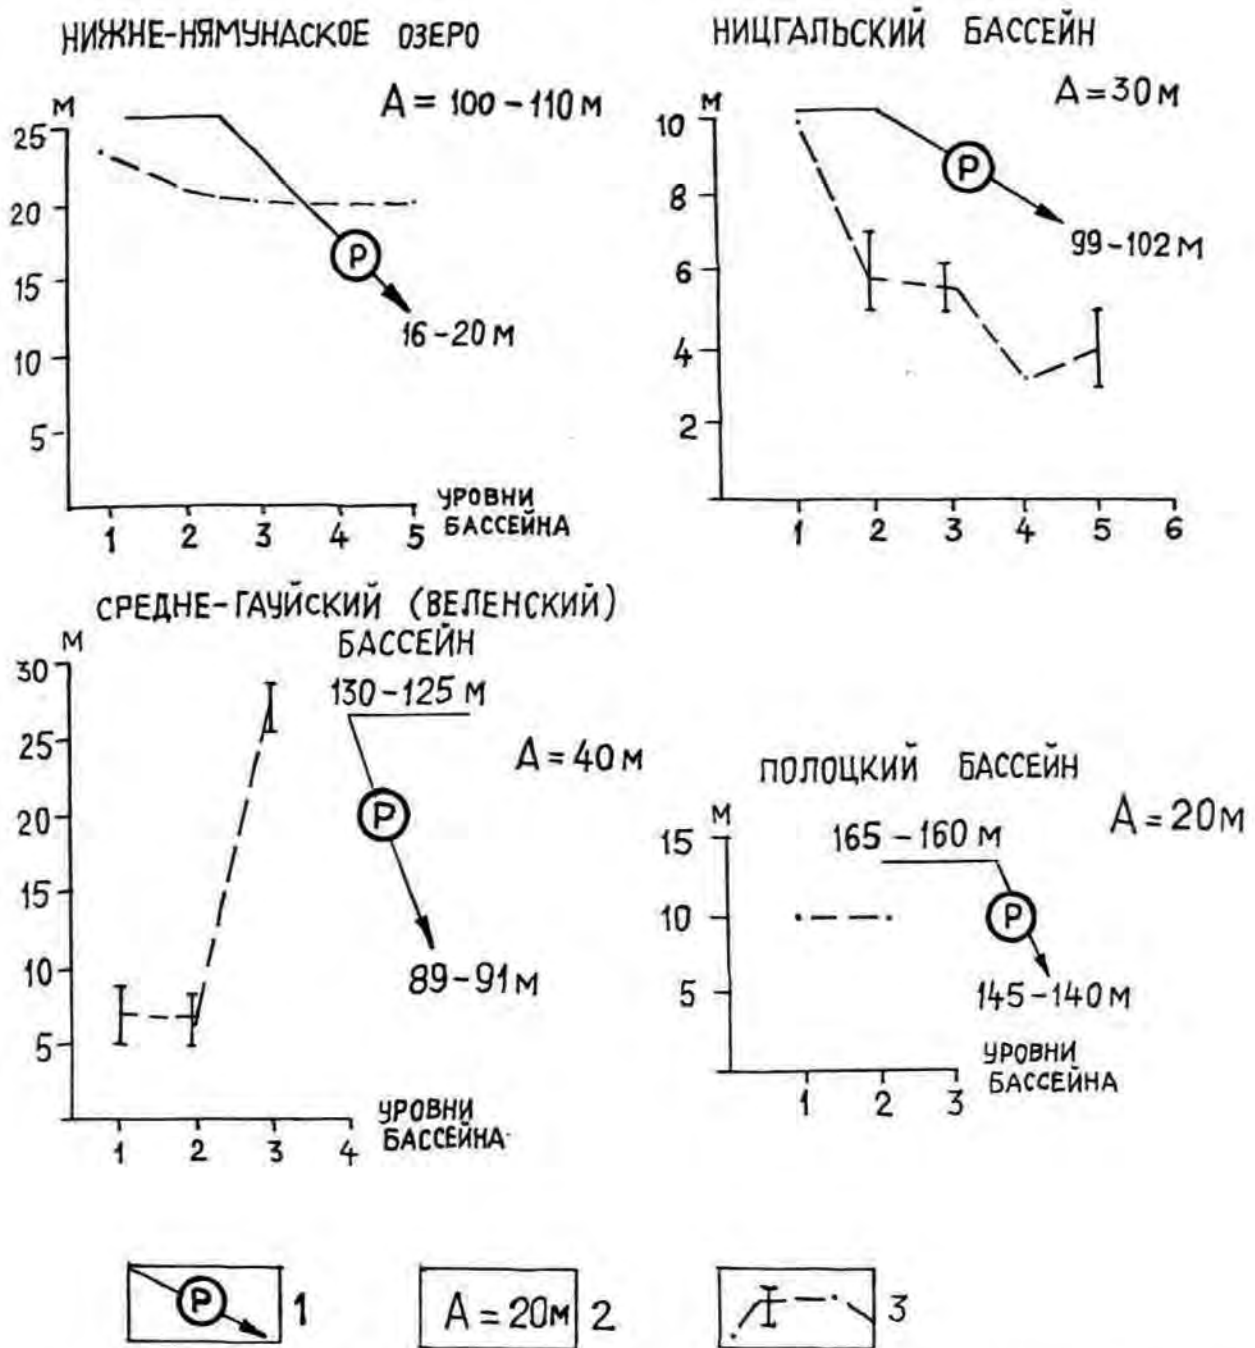 НИЖНЕ-НЯМУНАСКОЕ ОЗЕРО
М
А = 100-110 м
25
20
15
10
5
Р
16-20 м
1 2 3 4 5
УРОВНИ
БАССЕЙНА
НИЦГАЛЬСКИЙ БАССЕЙН
М
А = 30 м
10
8
6
4
2
Р
99-102 м
1 2 3 4 5 6
СРЕДНЕ-ГАУЙСКИЙ (ВЕЛЕНСКИЙ)
БАССЕЙН
М
130-125 м
А = 40 м
30
25
20
15
10
5
Р
89-91 м
1 2 3 4
УРОВНИ
БАССЕЙНА
ПОЛОЦКИЙ БАССЕЙН
М
А = 20 м
165-160 м
15
10
5
Р
145-140 м
1 2 3
УРОВНИ
БАССЕЙНА
Р 1
А = 20м 2
3